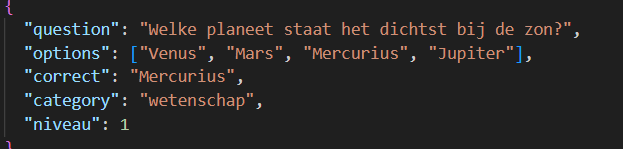 {
"question": "Welke planeet staat het dichtst bij de zon?",
"options": ["Venus", "Mars", "Mercurius", "Jupiter"],
"correct": "Mercurius",
"category": "wetenschap",
"niveau": 1
}